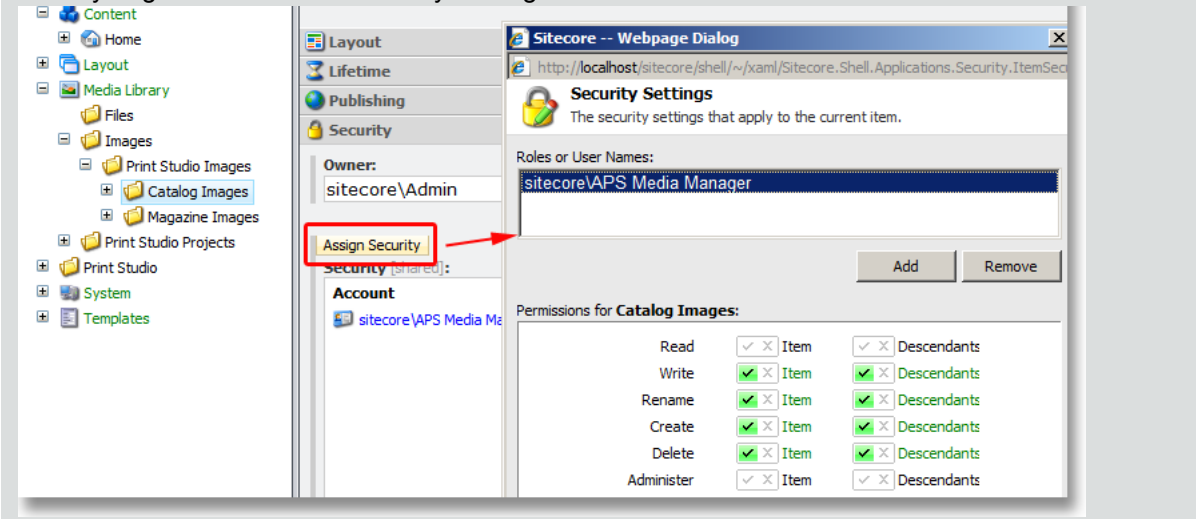 Content
Home
Layout
Media Library
Files
Images
Print Studio Images
Catalog Images
Magazine Images
Print Studio Projects
Print Studio
System
Templates
Layout
Lifetime
Publishing
Security
Owner:
sitecore\Admin
Assign Security
Security [shared]:
Account
sitecore\APS Media Ma
Sitecore -- Webpage Dialog
http://localhost/sitecore/shell/~/xaml/Sitecore.Shell.Applications.Security.ItemSec
Security Settings
The security settings that apply to the current item.
Roles or User Names:
sitecore\APS Media Manager
Add Remove
Permissions for Catalog Images:
Read Item Descendants
Write Item Descendants
Rename Item Descendants
Create Item Descendants
Delete Item Descendants
Administer Item Descendants